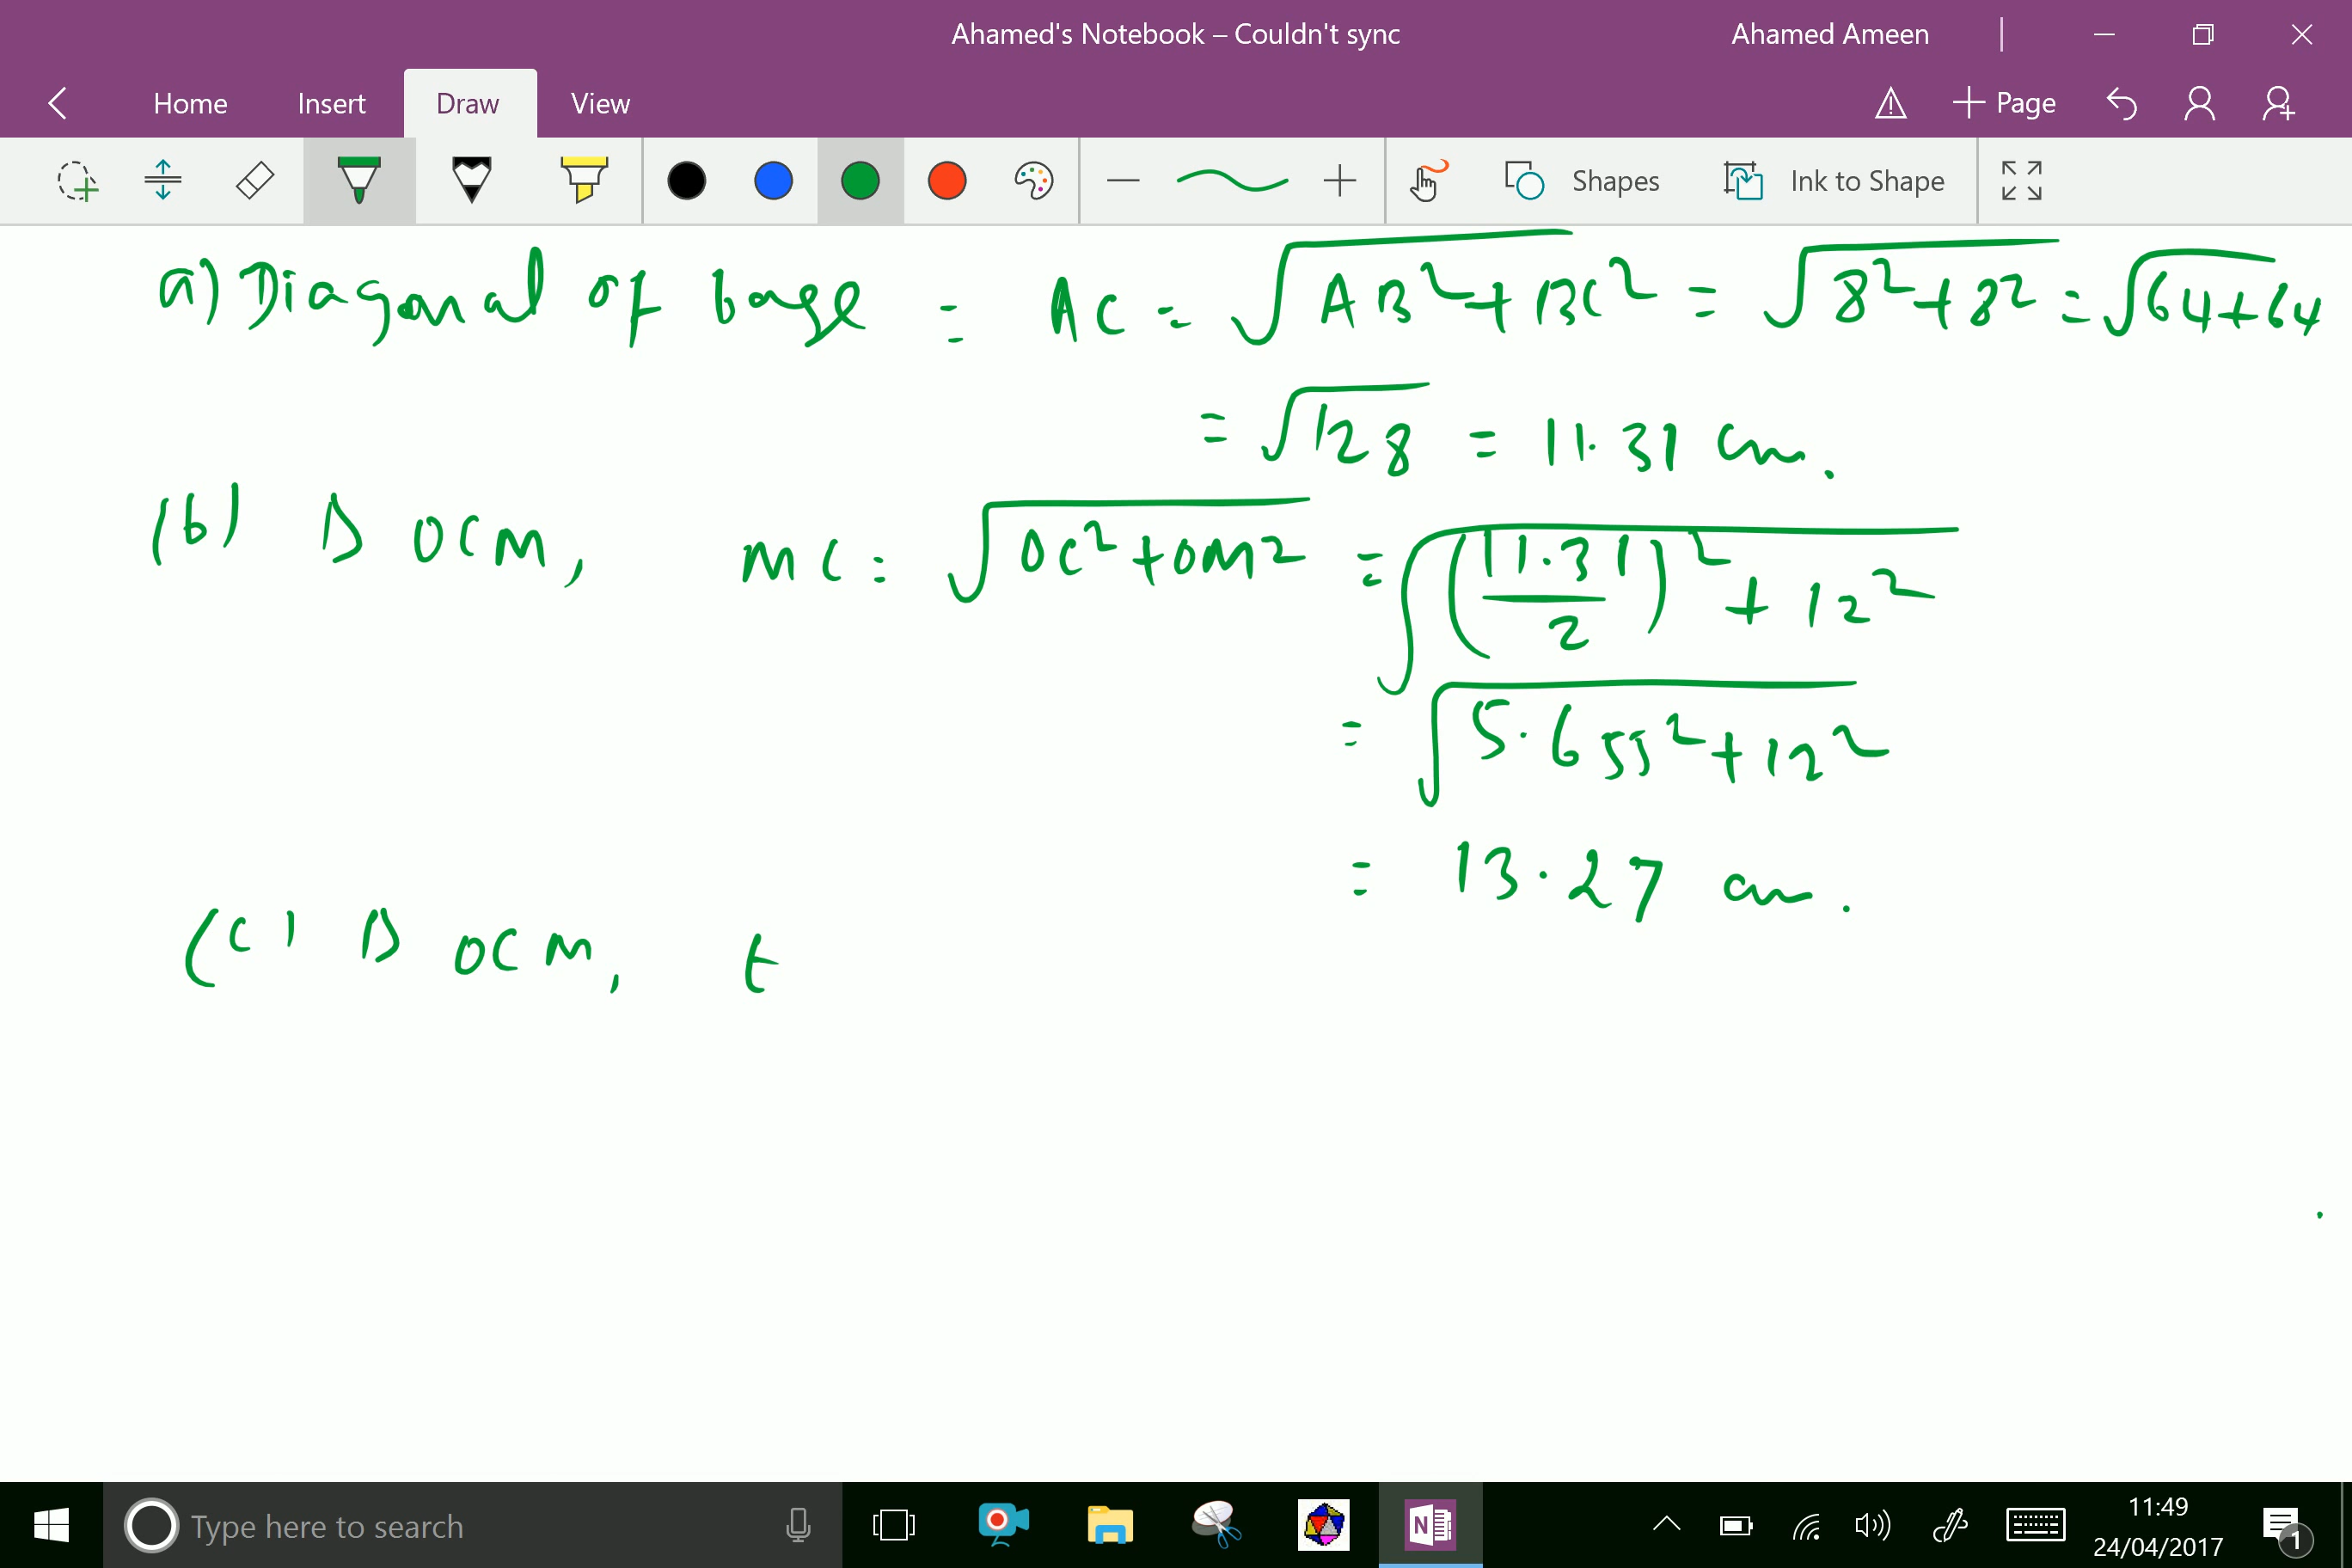 Ahamed's Notebook – Couldn't sync
Ahamed Ameen
Home Insert Draw View
Page
Shapes Ink to Shape
a) Diagonal of base = AC = √(AB²+BC²) = √(8²+8²) = √(64+64)
= √128 = 11.31 cm.
(b) Δ OCM, MC = √(OC²+OM²) = √((11.31/2)² + 12²)
= √(5.655²+12²)
= 13.27 cm.
(c) Δ OCM, t
Type here to search
N
11:49
24/04/2017
1